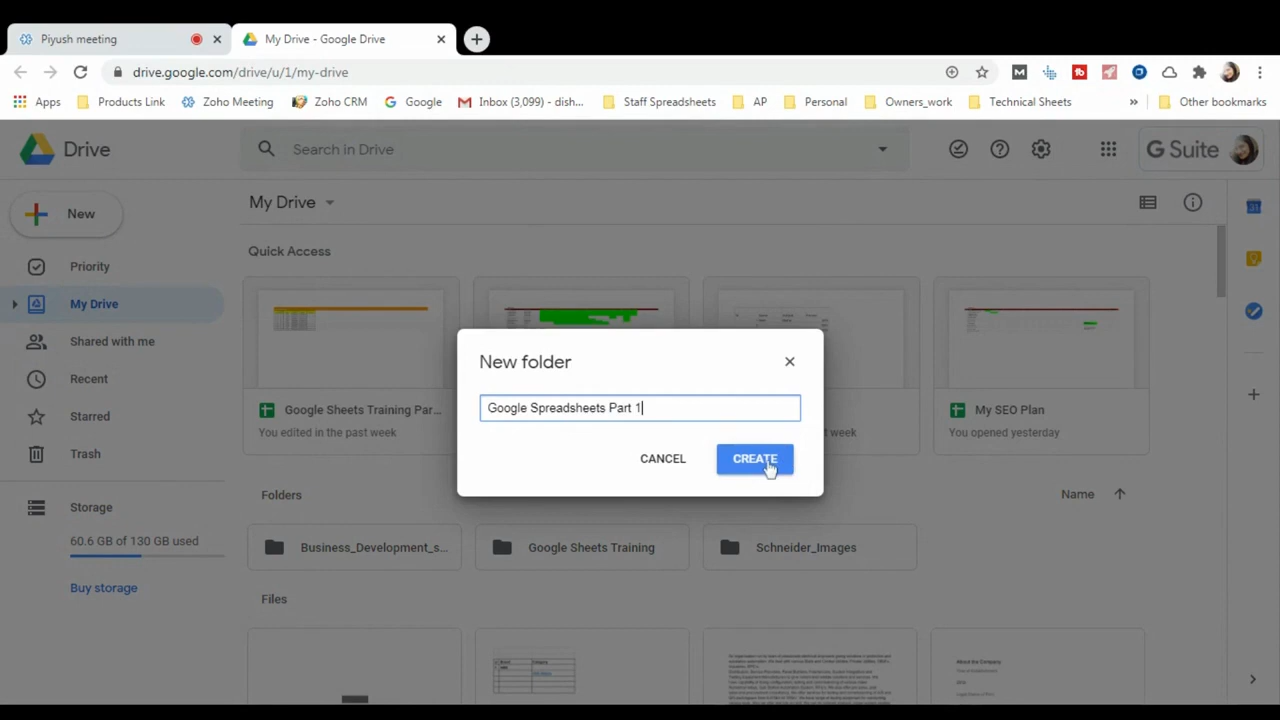 Piyush meeting
My Drive - Google Drive
drive.google.com/drive/u/1/my-drive
Apps
Products Link
Zoho Meeting
Zoho CRM
Google
Inbox (3,099) - dish...
Staff Spreadsheets
AP
Personal
Owners_work
Technical Sheets
»
Other bookmarks
Drive
Search in Drive
G Suite
New
My Drive
Quick Access
Priority
My Drive
Shared with me
Recent
Starred
Trash
Storage
60.6 GB of 130 GB used
Buy storage
Google Sheets Training Par...
You edited in the past week
week
My SEO Plan
You opened yesterday
New folder
Google Spreadsheets Part 1
CANCEL
CREATE
Folders
Name
Business_Development_s...
Google Sheets Training
Schneider_Images
Files
About the Company